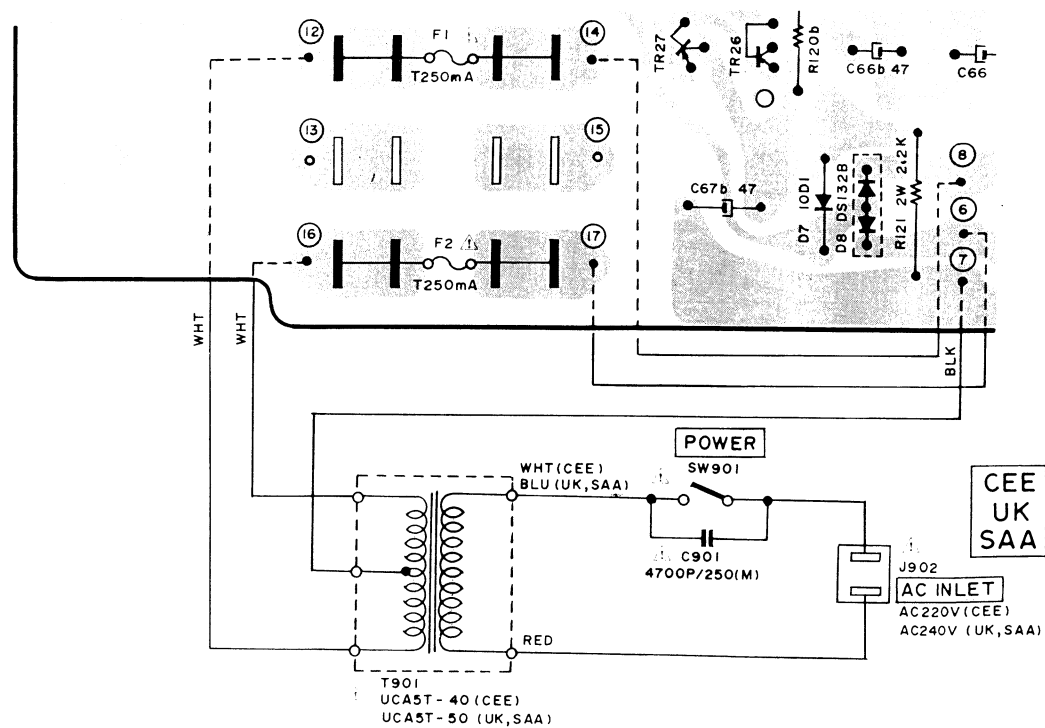 12
F1
14
T250mA
TR27
TR26
R120b
C66b 47
C66
13
15
C67b 47
D7 10D1
D8 DS132B
R121 2W 2.2K
8
6
7
16
F2
17
T250mA
WHT
WHT
BLK
POWER
SW901
WHT(CEE)
BLU(UK,SAA)
C901
4700P/250(M)
CEE
UK
SAA
J902
AC INLET
AC220V(CEE)
AC240V (UK,SAA)
RED
T901
UCA5T-40(CEE)
UCA5T-50 (UK,SAA)